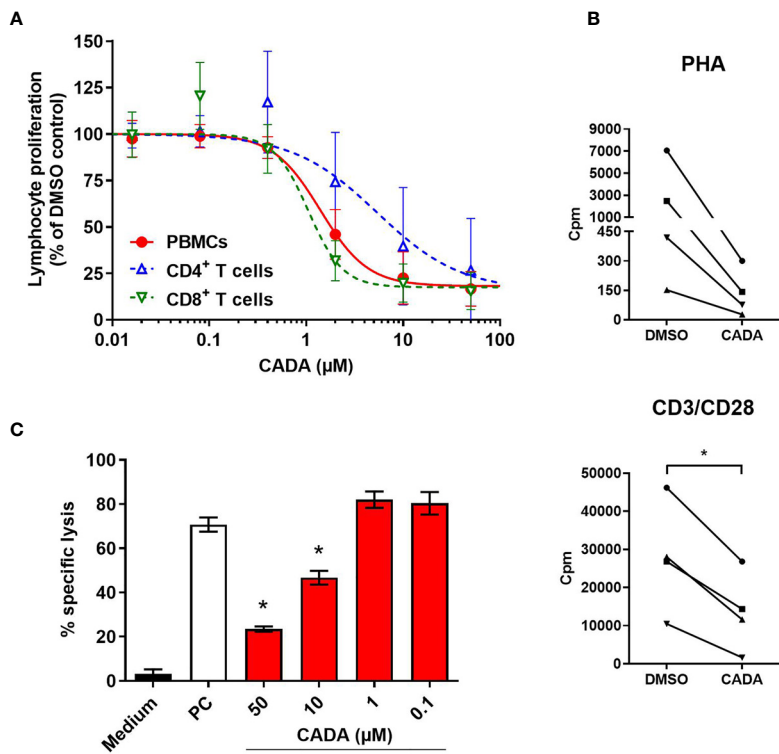 A
Lymphocyte proliferation
(% of DMSO control)
150
125
100
75
50
25
0
PBMCs
CD4+ T cells
CD8+ T cells
0.01
0.1
1
10
100
CADA (µM)
B
PHA
Cpm
9000
7000
5000
3000
1000
450
300
150
0
DMSO
CADA
CD3/CD28
*
Cpm
50000
40000
30000
20000
10000
0
DMSO
CADA
C
% specific lysis
100
80
60
40
20
0
*
*
Medium
PC
50
10
1
0.1
CADA (µM)